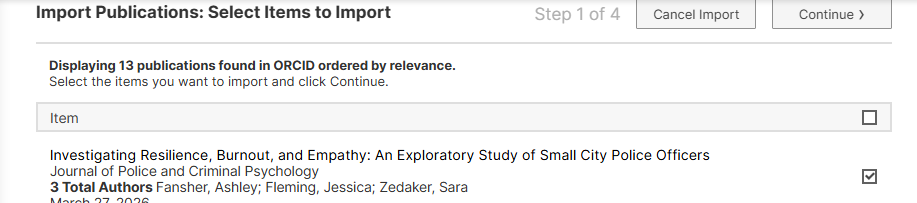 Import Publications: Select Items to Import
Step 1 of 4
Cancel Import
Continue ›
Displaying 13 publications found in ORCID ordered by relevance.
Select the items you want to import and click Continue.
Item
Investigating Resilience, Burnout, and Empathy: An Exploratory Study of Small City Police Officers
Journal of Police and Criminal Psychology
3 Total Authors Fansher, Ashley; Fleming, Jessica; Zedaker, Sara
March 27, 2026